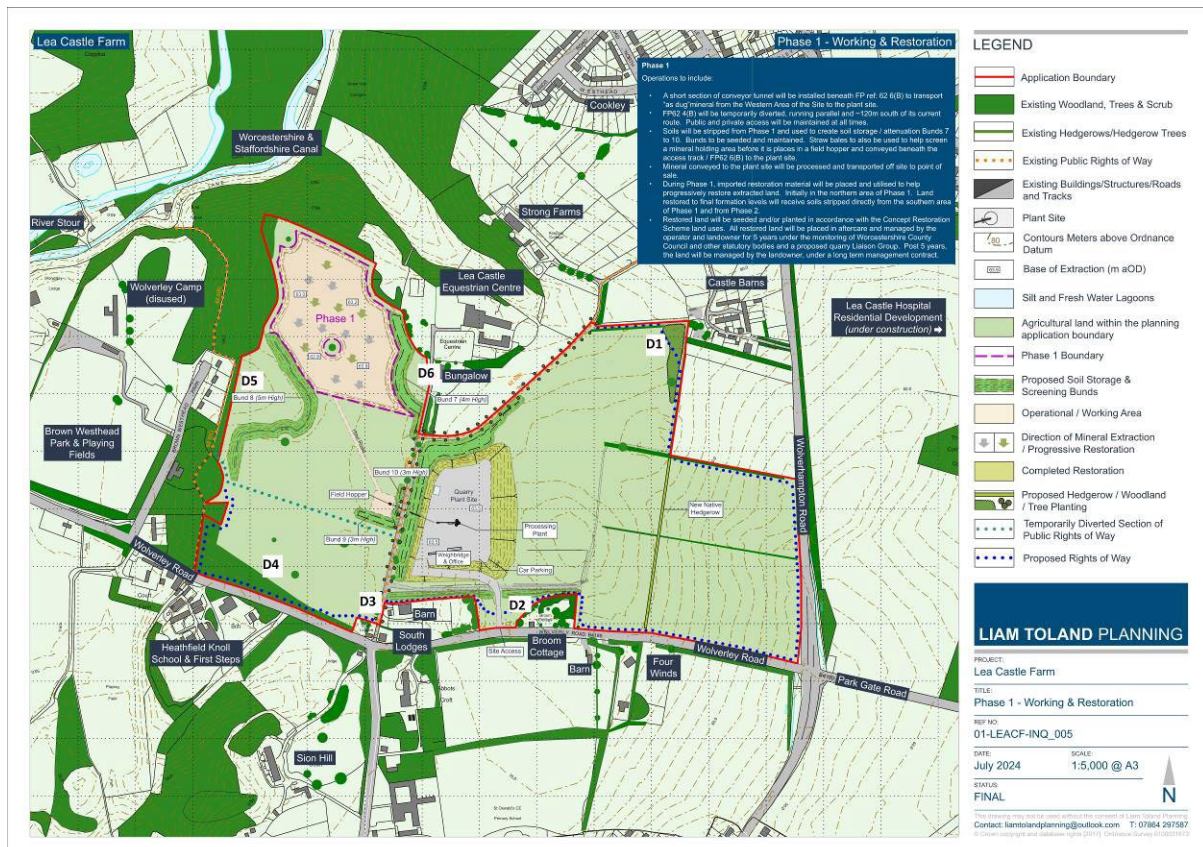 Lea Castle Farm
Phase 1 - Working & Restoration
Phase 1
Operations to include:
• A short section of conveyor tunnel will be installed beneath FP ref: 62 6(B) to transport
"as dug"mineral from the Western Area of the Site to the plant site.
• FP62 4(B) will be temporarily diverted, running parallel and ~120m south of its current
route. Public and private access will be maintained at all times.
• Soils will be stripped from Phase 1 and used to create soil storage / attenuation Bunds 7
to 10. Bunds to be seeded and maintained. Straw bales to also be used to help screen
a mineral holding area before it is places in a field hopper and conveyed beneath the
access track / FP62 6(B) to the plant site.
• Mineral conveyed to the plant site will be processed and transported off site to point of
sale.
• During Phase 1, imported restoration material will be placed and utilised to help
progressively restore extracted land. Initially in the northern area of Phase 1. Land
restored to final formation levels will receive soils stripped directly from the southern area
of Phase 1 and from Phase 2.
• Restored land will be seeded and/or planted in accordance with the Concept Restoration
Scheme land uses. All restored land will be placed in aftercare and managed by the
operator and landowner for 5 years under the monitoring of Worcestershire County
Council and other statutory bodies and a proposed quarry Liaison Group. Post 5 years,
the land will be managed by the landowner, under a long term management contract.
Cookley
Worcestershire &
Staffordshire Canal
River Stour
Strong Farms
Wolverley Camp
(disused)
Lea Castle
Equestrian Centre
Castle Barns
Lea Castle Hospital
Residential Development
(under construction)
Phase 1
Equestrian
Centre
D1
D6
Bungalow
D5
Bund 8 (5m High)
Bund 7 (4m High)
Brown Westhead
Park & Playing
Fields
Bund 10 (3m High)
Field Hopper
Quarry
Plant Site
New Native
Hedgerow
Processing
Plant
Bund 9 (3m High)
Weighbridge
& Office
Car Parking
Wolverhampton Road
Wolverley Road
D4
D3
D2
Barn
South
Lodges
Site Access
Broom
Cottage
Barn
Four
Winds
Wolverley Road
Park Gate Road
Heathfield Knoll
School & First Steps
Sion Hill
LEGEND
Application Boundary
Existing Woodland, Trees & Scrub
Existing Hedgerows/Hedgerow Trees
Existing Public Rights of Way
Existing Buildings/Structures/Roads
and Tracks
Plant Site
80
Contours Meters above Ordnance
Datum
Base of Extraction (m aOD)
Silt and Fresh Water Lagoons
Agricultural land within the planning
application boundary
Phase 1 Boundary
Proposed Soil Storage &
Screening Bunds
Operational / Working Area
Direction of Mineral Extraction
/ Progressive Restoration
Completed Restoration
Proposed Hedgerow / Woodland
/ Tree Planting
Temporarily Diverted Section of
Public Rights of Way
Proposed Rights of Way
LIAM TOLAND PLANNING
PROJECT:
Lea Castle Farm
TITLE:
Phase 1 - Working & Restoration
REF NO:
01-LEACF-INQ_005
DATE:
July 2024
SCALE:
1:5,000 @ A3
STATUS:
FINAL
N
This drawing may not be used without the consent of Liam Toland Planning
Contact: liamtolandplanning@outlook.com T: 07864 297587